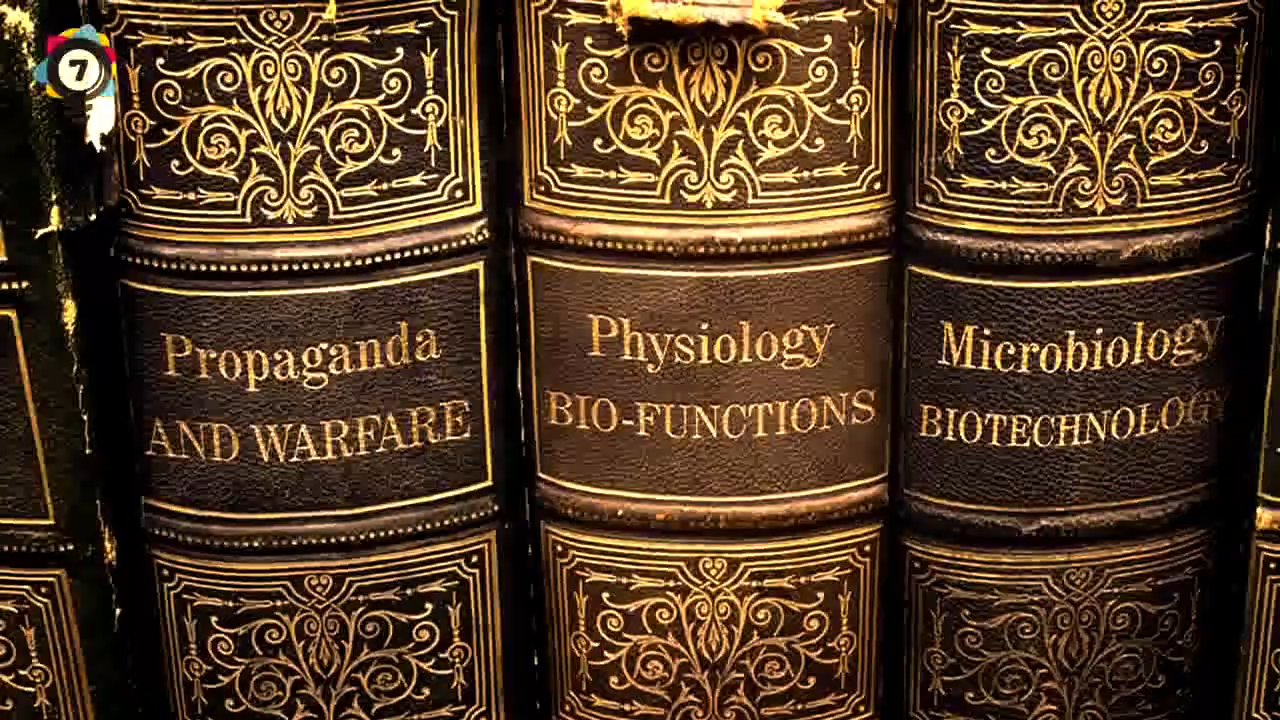 7
Propaganda
AND WARFARE
Physiology
BIO-FUNCTIONS
Microbiology
BIOTECHNOLOGY